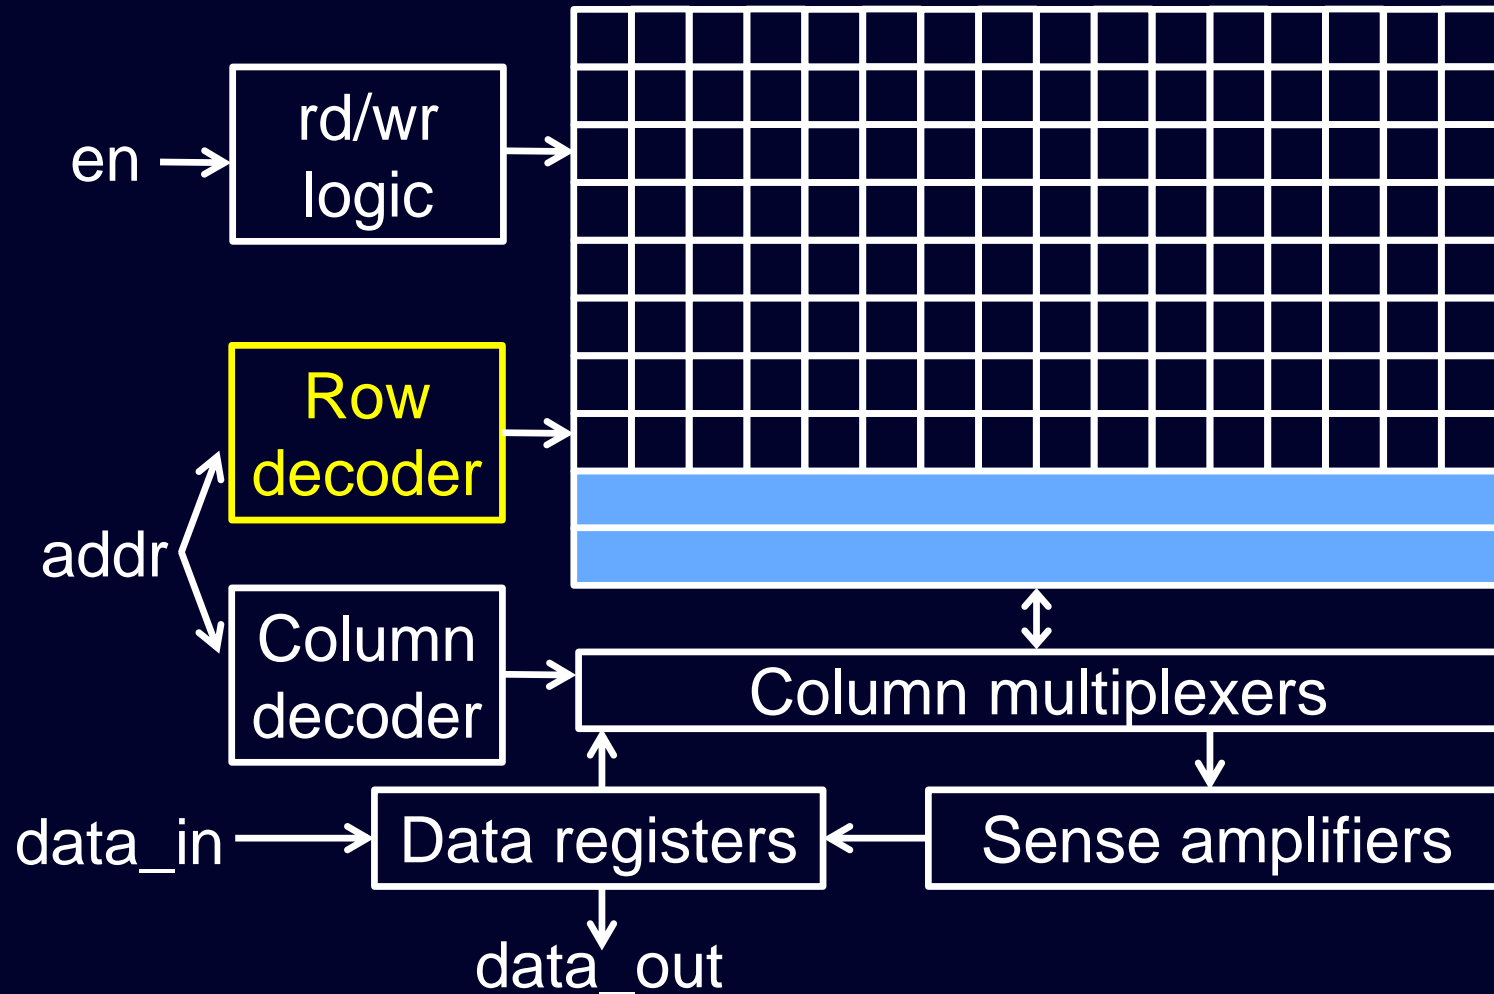 en
rd/wr
logic
Row
decoder
addr
Column
decoder
Column multiplexers
data_in
Data registers
Sense amplifiers
data_out